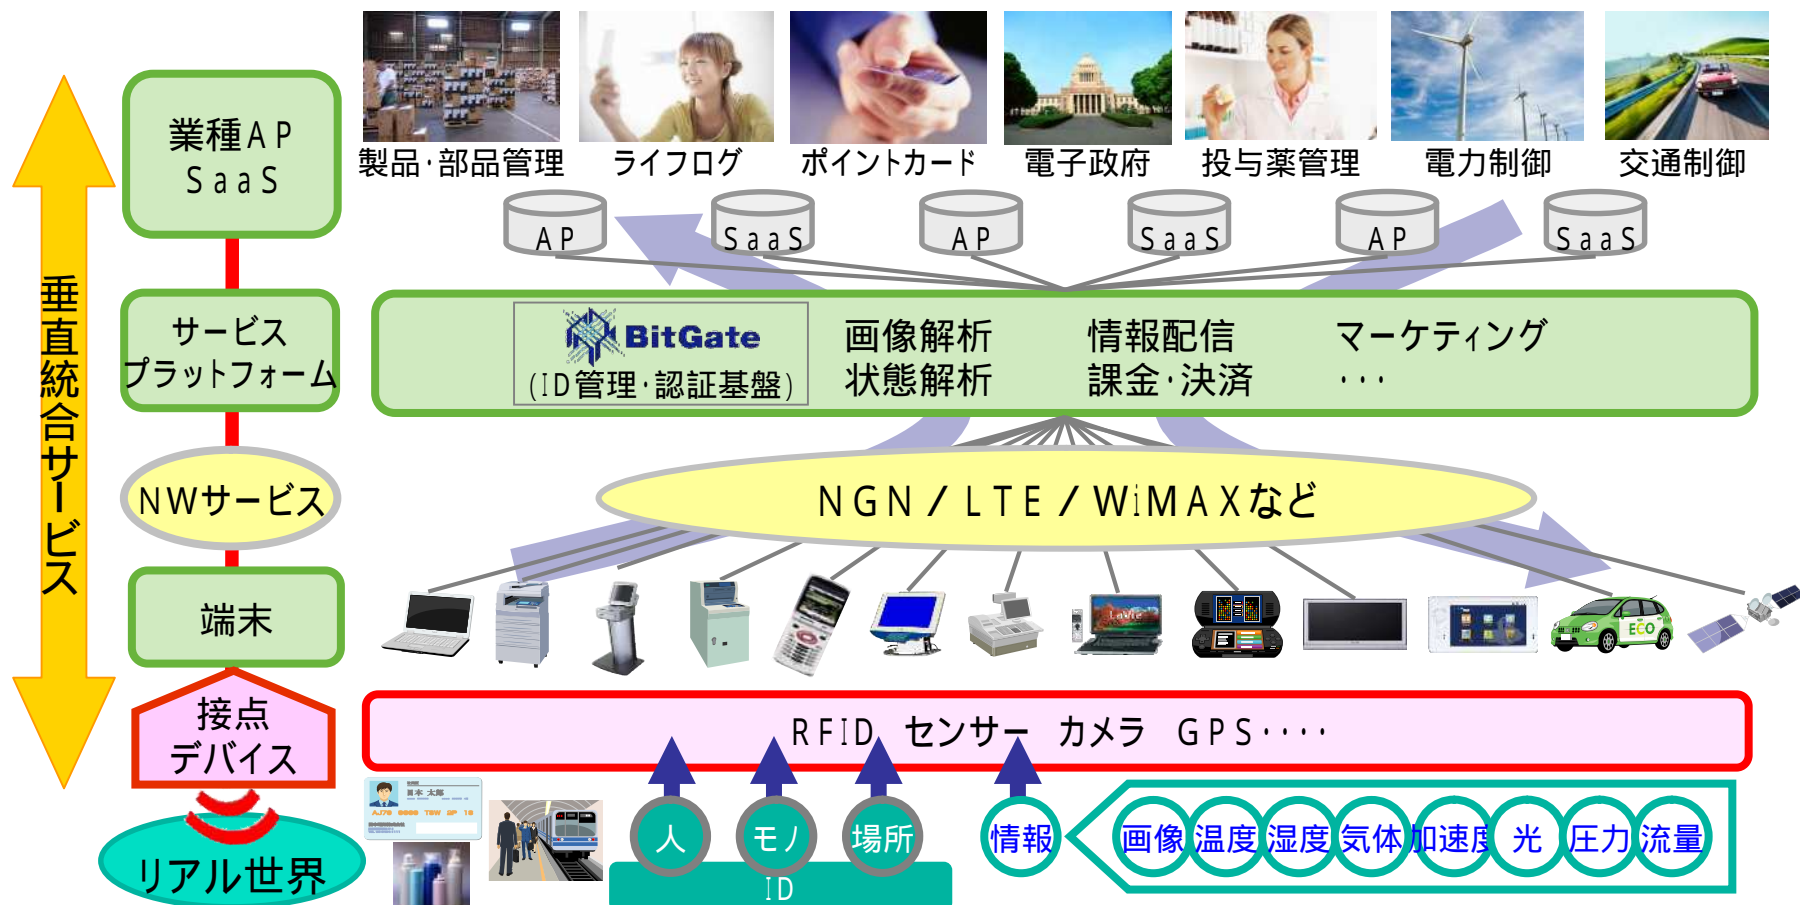 業種AP
SaaS
製品・部品管理
ライフログ
ポイントカード
電子政府
投与薬管理
電力制御
交通制御
AP
SaaS
AP
SaaS
AP
SaaS
垂直統合サービス
サービス
プラットフォーム
BitGate
(ID管理・認証基盤)
画像解析
状態解析
情報配信
課金・決済
マーケティング
・・・
NWサービス
NGN/LTE/WiMAXなど
端末
LaVie
ECO
接点
デバイス
RFID センサー カメラ GPS・・・・
日本 太郎
人
モノ
場所
情報
画像
温度
湿度
気体
加速度
光
圧力
流量
リアル世界
ID